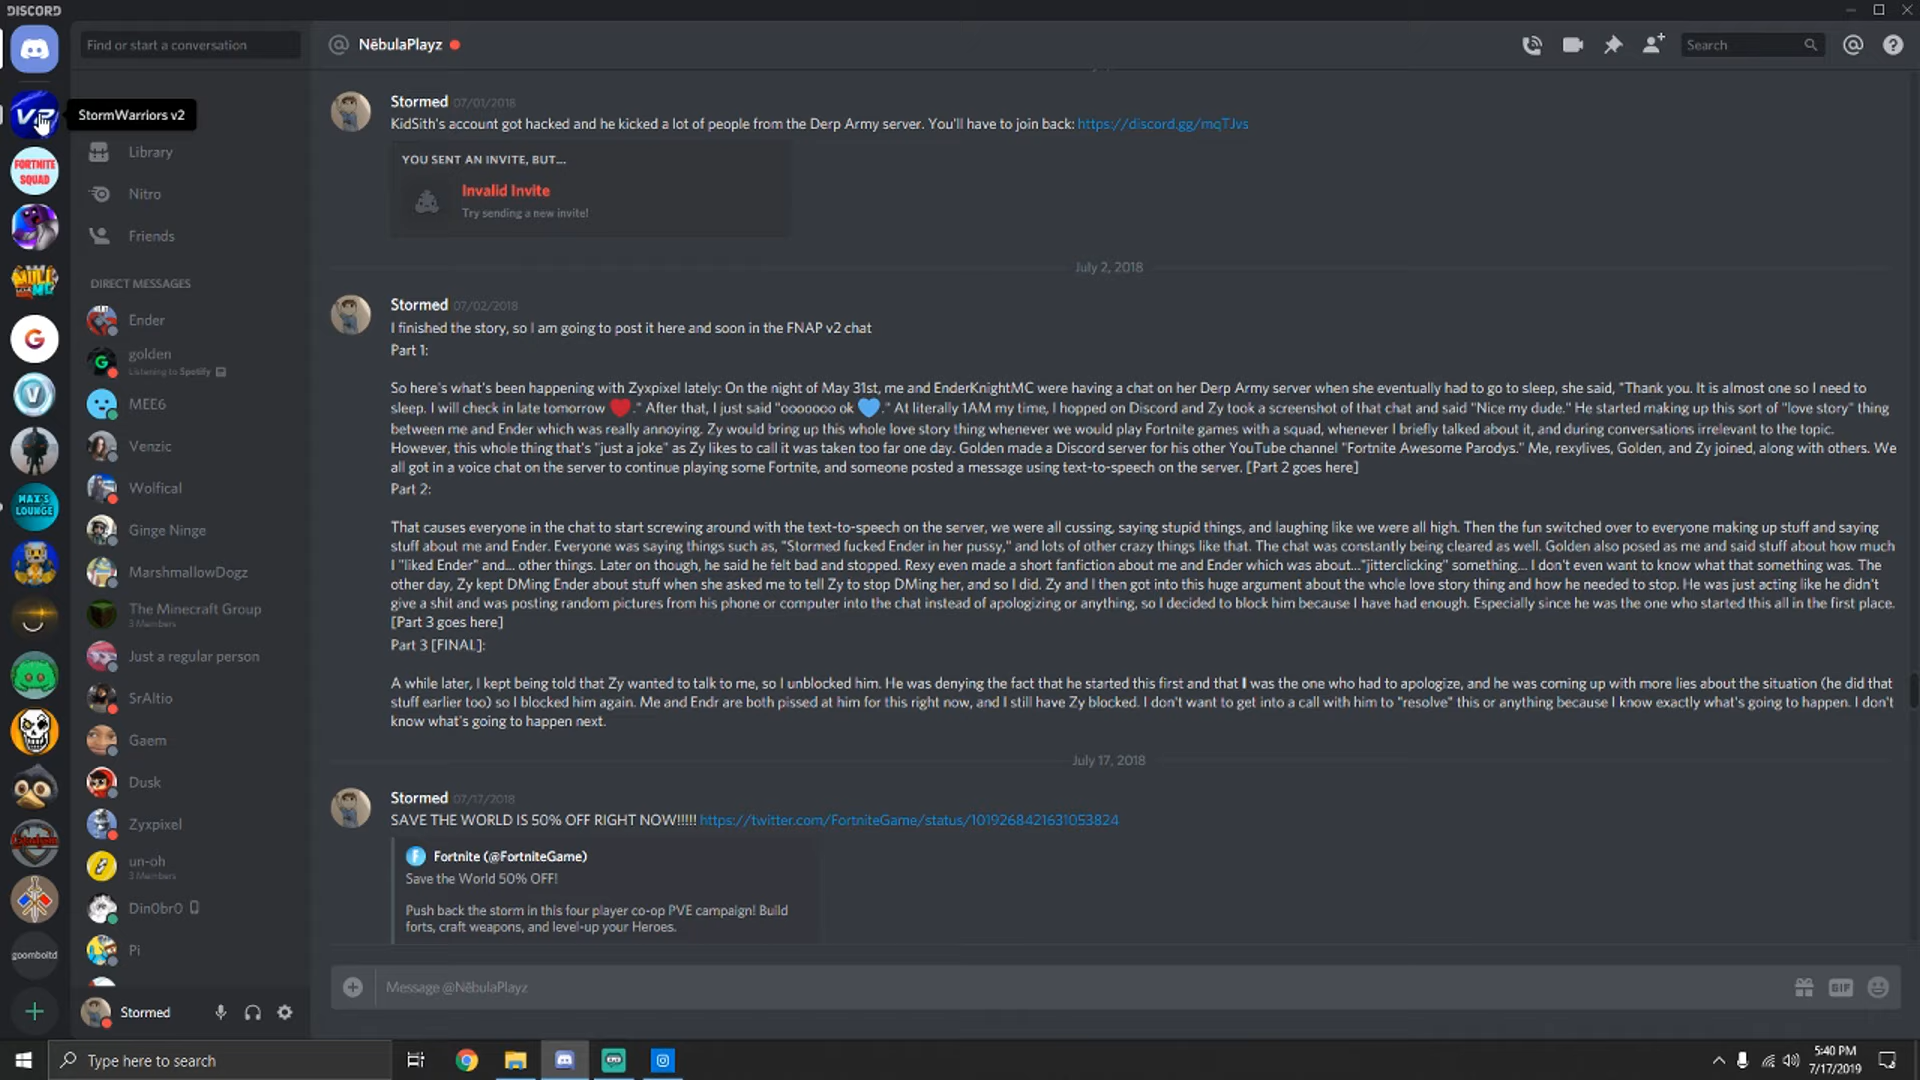 DISCORD
Find or start a conversation
@ NēbulaPlayz
Search
StormWarriors v2
VP
FORTNITE
SQUAD
MAX'S
LOUNGE
goomboitd
Library
Nitro
Friends
DIRECT MESSAGES
Ender
golden
Listening to Spotify
MEE6
Venzic
Wolfical
Ginge Ninge
MarshmallowDogz
The Minecraft Group
3 Members
Just a regular person
SrAltio
Gaem
Dusk
Zyxpixel
un-oh
3 Members
Din0br0
Pi
Stormed
Stormed 07/01/2018
KidSith's account got hacked and he kicked a lot of people from the Derp Army server. You'll have to join back: https://discord.gg/mqTJvs
YOU SENT AN INVITE, BUT...
Invalid Invite
Try sending a new invite!
July 2, 2018
Stormed 07/02/2018
I finished the story, so I am going to post it here and soon in the FNAP v2 chat
Part 1:
So here's what's been happening with Zyxpixel lately: On the night of May 31st, me and EnderKnightMC were having a chat on her Derp Army server when she eventually had to go to sleep, she said, "Thank you. It is almost one so I need to
sleep. I will check in late tomorrow ❤️." After that, I just said "ooooooo ok 💙." At literally 1AM my time, I hopped on Discord and Zy took a screenshot of that chat and said "Nice my dude." He started making up this sort of "love story" thing
between me and Ender which was really annoying. Zy would bring up this whole love story thing whenever we would play Fortnite games with a squad, whenever I briefly talked about it, and during conversations irrelevant to the topic.
However, this whole thing that's "just a joke" as Zy likes to call it was taken too far one day. Golden made a Discord server for his other YouTube channel "Fortnite Awesome Parodys." Me, rexylives, Golden, and Zy joined, along with others. We
all got in a voice chat on the server to continue playing some Fortnite, and someone posted a message using text-to-speech on the server. [Part 2 goes here]
Part 2:
That causes everyone in the chat to start screwing around with the text-to-speech on the server, we were all cussing, saying stupid things, and laughing like we were all high. Then the fun switched over to everyone making up stuff and saying
stuff about me and Ender. Everyone was saying things such as, "Stormed fucked Ender in her pussy," and lots of other crazy things like that. The chat was constantly being cleared as well. Golden also posed as me and said stuff about how much
I "liked Ender" and... other things. Later on though, he said he felt bad and stopped. Rexy even made a short fanfiction about me and Ender which was about..."jitterclicking" something... I don't even want to know what that something was. The
other day, Zy kept DMing Ender about stuff when she asked me to tell Zy to stop DMing her, and so I did. Zy and I then got into this huge argument about the whole love story thing and how he needed to stop. He was just acting like he didn't
give a shit and was posting random pictures from his phone or computer into the chat instead of apologizing or anything, so I decided to block him because I have had enough. Especially since he was the one who started this all in the first place.
[Part 3 goes here]
Part 3 [FINAL]:
A while later, I kept being told that Zy wanted to talk to me, so I unblocked him. He was denying the fact that he started this first and that I was the one who had to apologize, and he was coming up with more lies about the situation (he did that
stuff earlier too) so I blocked him again. Me and Endr are both pissed at him for this right now, and I still have Zy blocked. I don't want to get into a call with him to "resolve" this or anything because I know exactly what's going to happen. I don't
know what's going to happen next.
July 17, 2018
Stormed 07/17/2018
SAVE THE WORLD IS 50% OFF RIGHT NOW!!!!! https://twitter.com/FortniteGame/status/1019268421631053824
Fortnite (@FortniteGame)
Save the World 50% OFF!
Push back the storm in this four player co-op PVE campaign! Build
forts, craft weapons, and level-up your Heroes.
Message @NēbulaPlayz
GIF
Type here to search
5:40 PM
7/17/2019